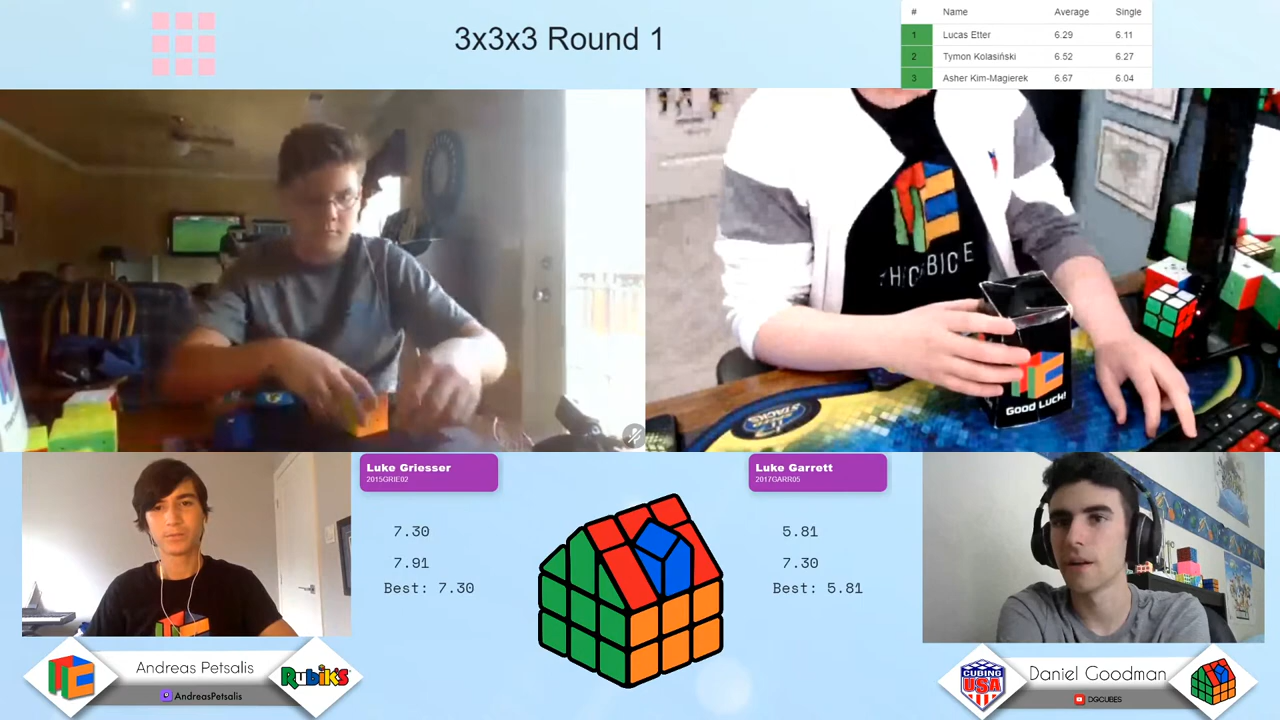 3x3x3 Round 1
# Name Average Single
1 Lucas Etter 6.29 6.11
2 Tymon Kolasiński 6.52 6.27
3 Asher Kim-Magierek 6.67 6.04
THECUBICLE
Good Luck!
STACKS
Luke Griesser
2015GRIE02
7.30
7.91
Best: 7.30
Luke Garrett
2017GARR05
5.81
7.30
Best: 5.81
Andreas Petsalis
AndreasPetsalis
RUBIK'S
CUBING
USA
Daniel Goodman
DGCUBES